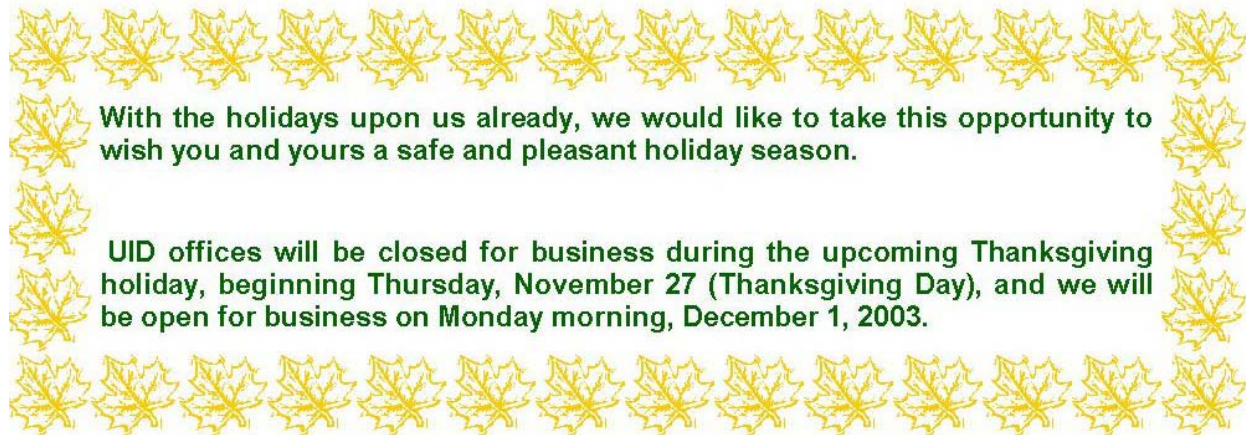 With the holidays upon us already, we would like to take this opportunity to
wish you and yours a safe and pleasant holiday season.
UID offices will be closed for business during the upcoming Thanksgiving
holiday, beginning Thursday, November 27 (Thanksgiving Day), and we will
be open for business on Monday morning, December 1, 2003.